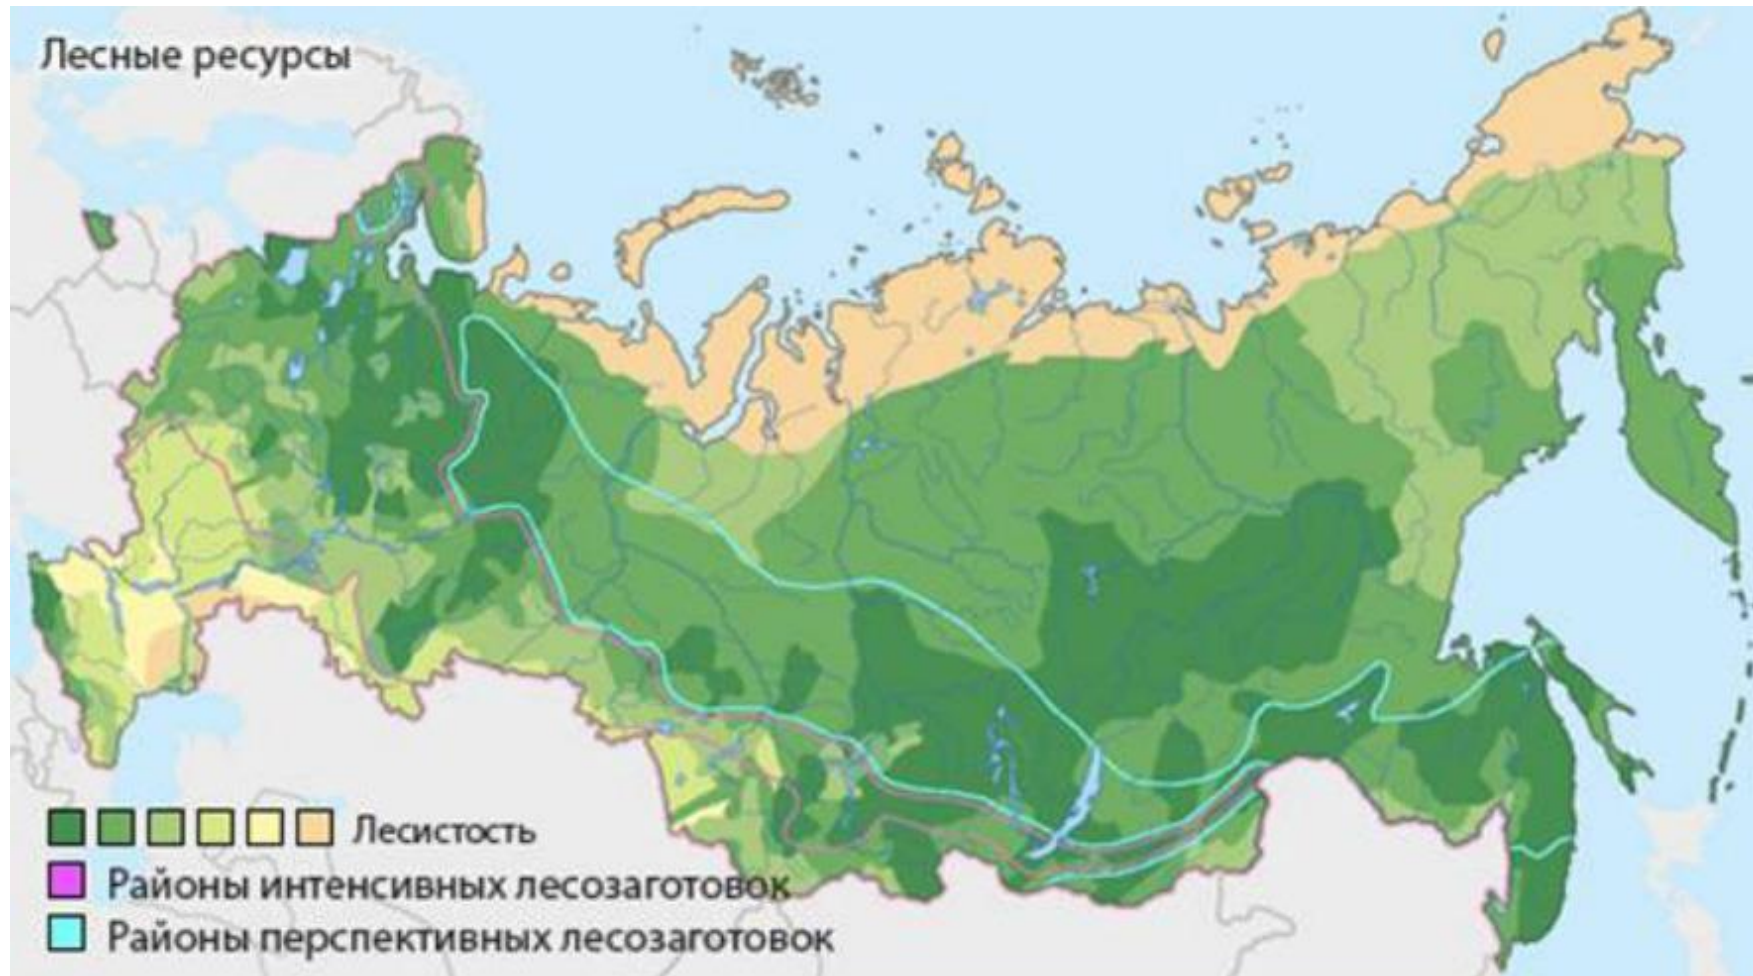 Лесные ресурсы
Лесистость
Районы интенсивных лесозаготовок
Районы перспективных лесозаготовок